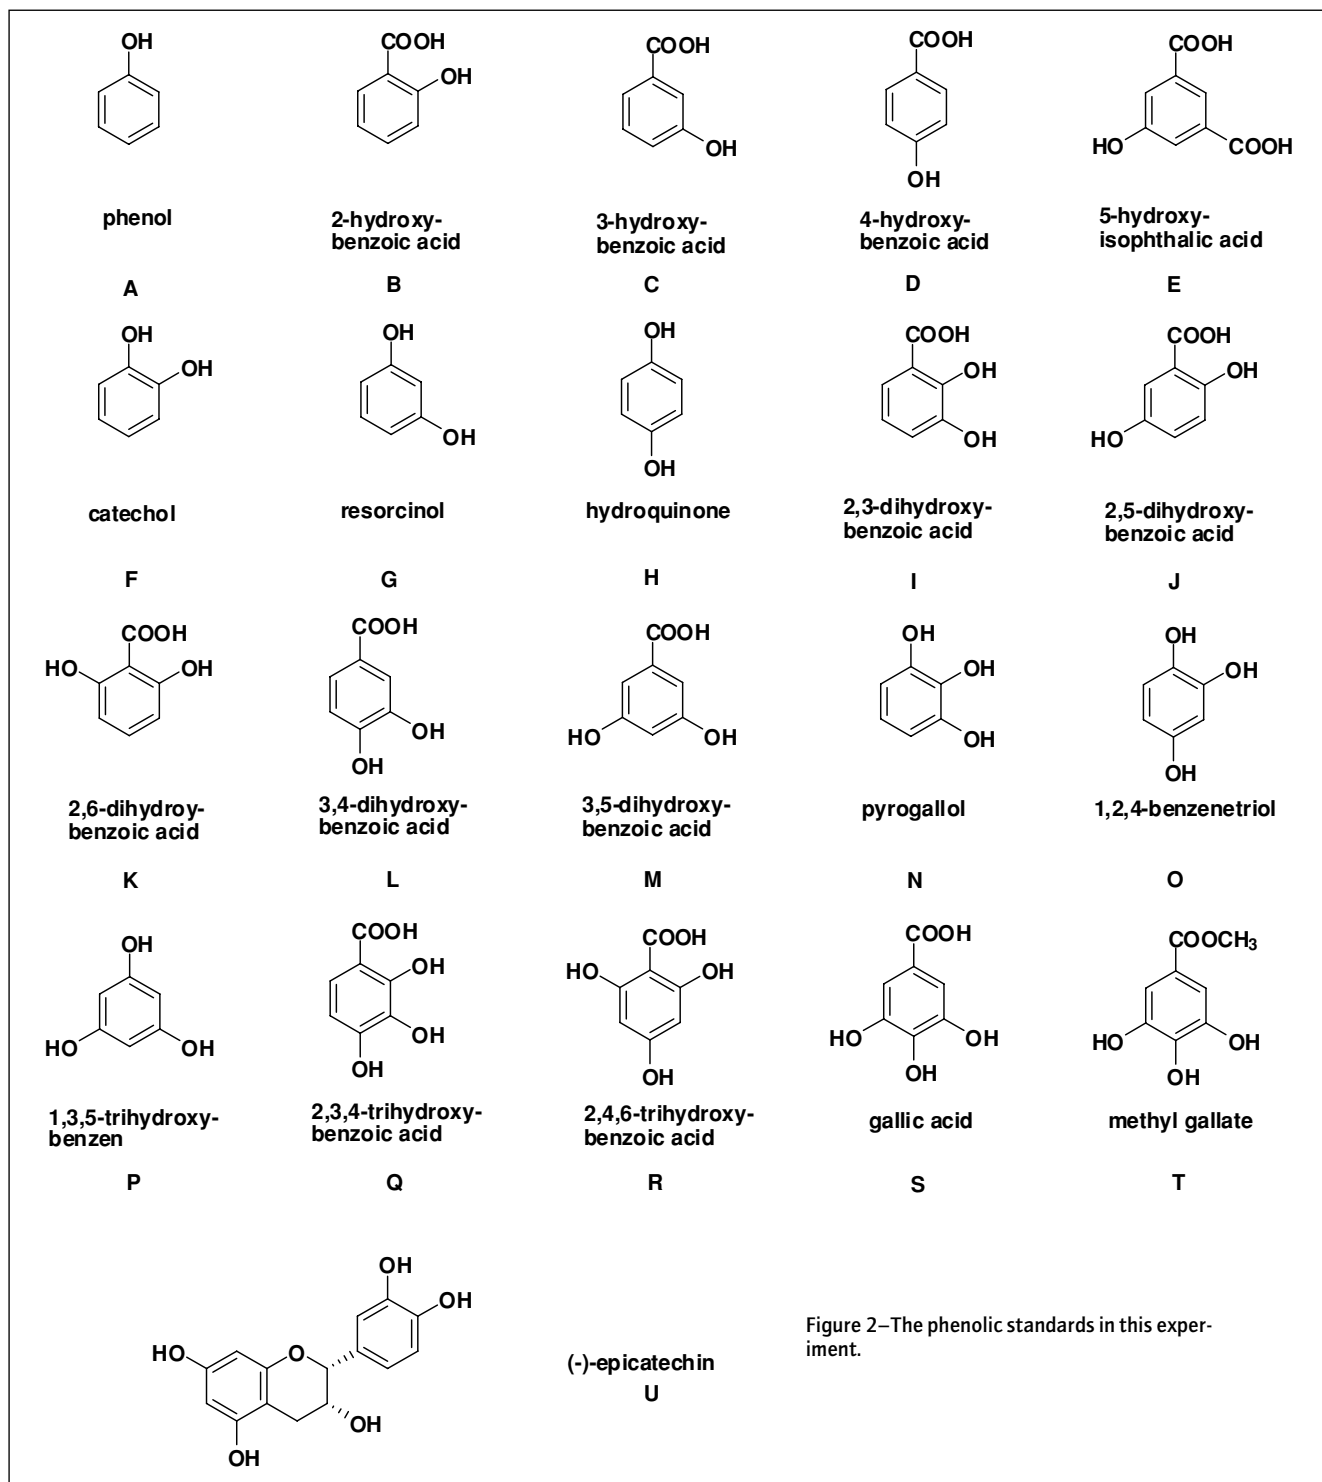 OH
COOH
OH
COOH
OH
COOH
OH
COOH
HO
COOH
phenol
2-hydroxy-
benzoic acid
3-hydroxy-
benzoic acid
4-hydroxy-
benzoic acid
5-hydroxy-
isophthalic acid
A
B
C
D
E
OH
OH
OH
OH
OH
OH
COOH
OH
OH
COOH
OH
HO
catechol
resorcinol
hydroquinone
2,3-dihydroxy-
benzoic acid
2,5-dihydroxy-
benzoic acid
F
G
H
I
J
COOH
HO
OH
COOH
OH
OH
COOH
HO
OH
OH
OH
OH
OH
OH
OH
2,6-dihydroy-
benzoic acid
3,4-dihydroxy-
benzoic acid
3,5-dihydroxy-
benzoic acid
pyrogallol
1,2,4-benzenetriol
K
L
M
N
O
OH
HO
OH
COOH
OH
OH
OH
COOH
HO
OH
OH
COOH
HO
OH
OH
COOCH3
HO
OH
OH
1,3,5-trihydroxy-
benzen
2,3,4-trihydroxy-
benzoic acid
2,4,6-trihydroxy-
benzoic acid
gallic acid
methyl gallate
P
Q
R
S
T
OH
OH
HO
O
OH
OH
(-)-epicatechin
U
Figure 2–The phenolic standards in this exper-
iment.